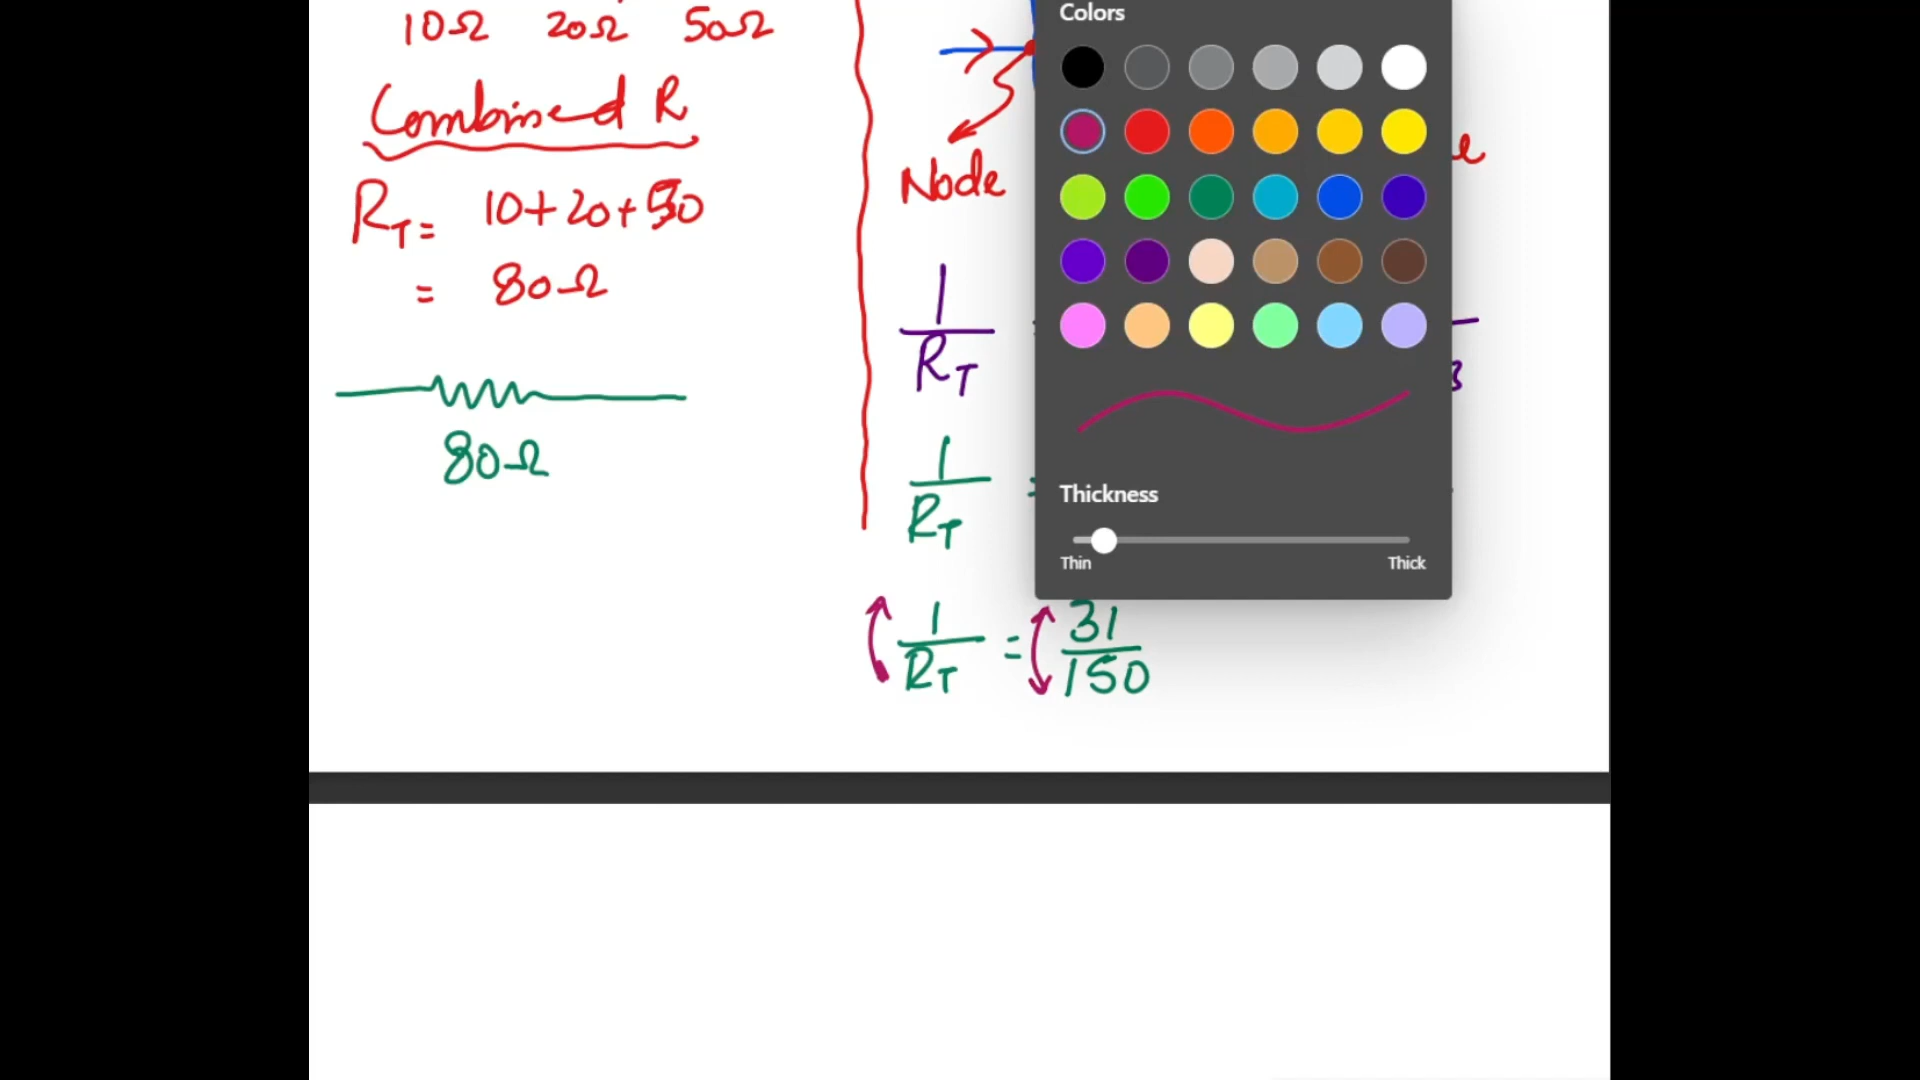 10Ω 20Ω 50Ω
Combined R
R_T = 10+20+50
= 80Ω
80Ω
Node
1/R_T =
1/R_T =
1/R_T = 31/150
Colors
Thickness
Thin Thick